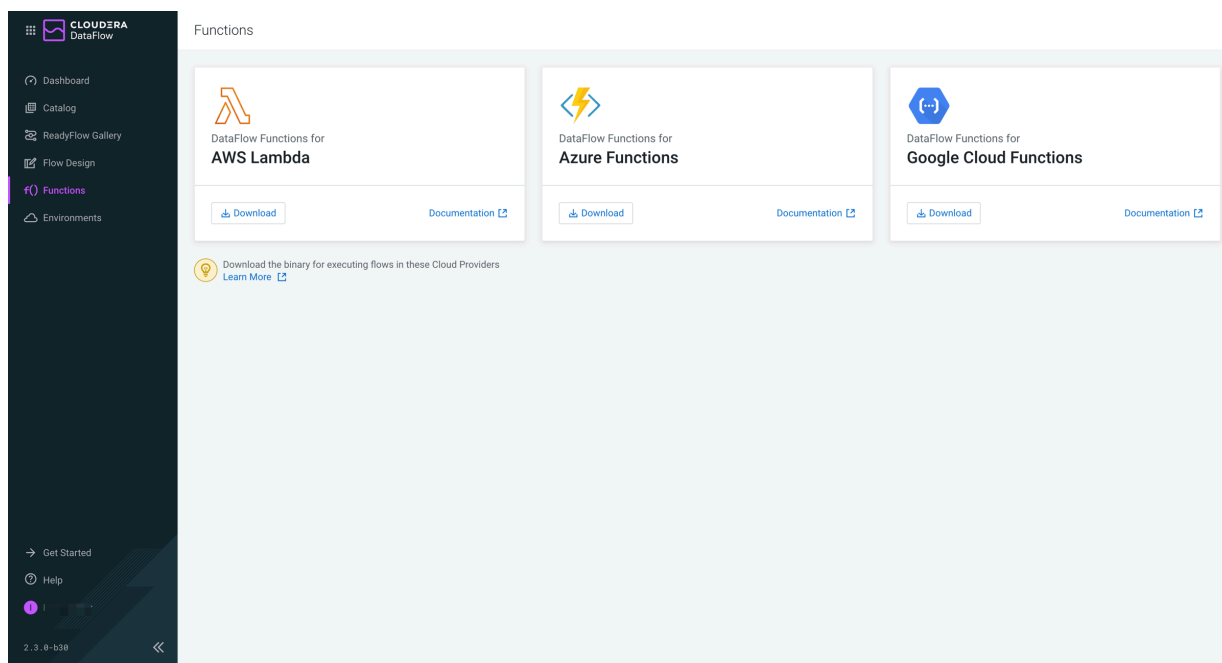 CLOUDERA
DataFlow
Dashboard
Catalog
ReadyFlow Gallery
Flow Design
f() Functions
Environments
Get Started
Help
2.3.0-b30
Functions
DataFlow Functions for
AWS Lambda
Download
Documentation
DataFlow Functions for
Azure Functions
Download
Documentation
DataFlow Functions for
Google Cloud Functions
Download
Documentation
Download the binary for executing flows in these Cloud Providers
Learn More